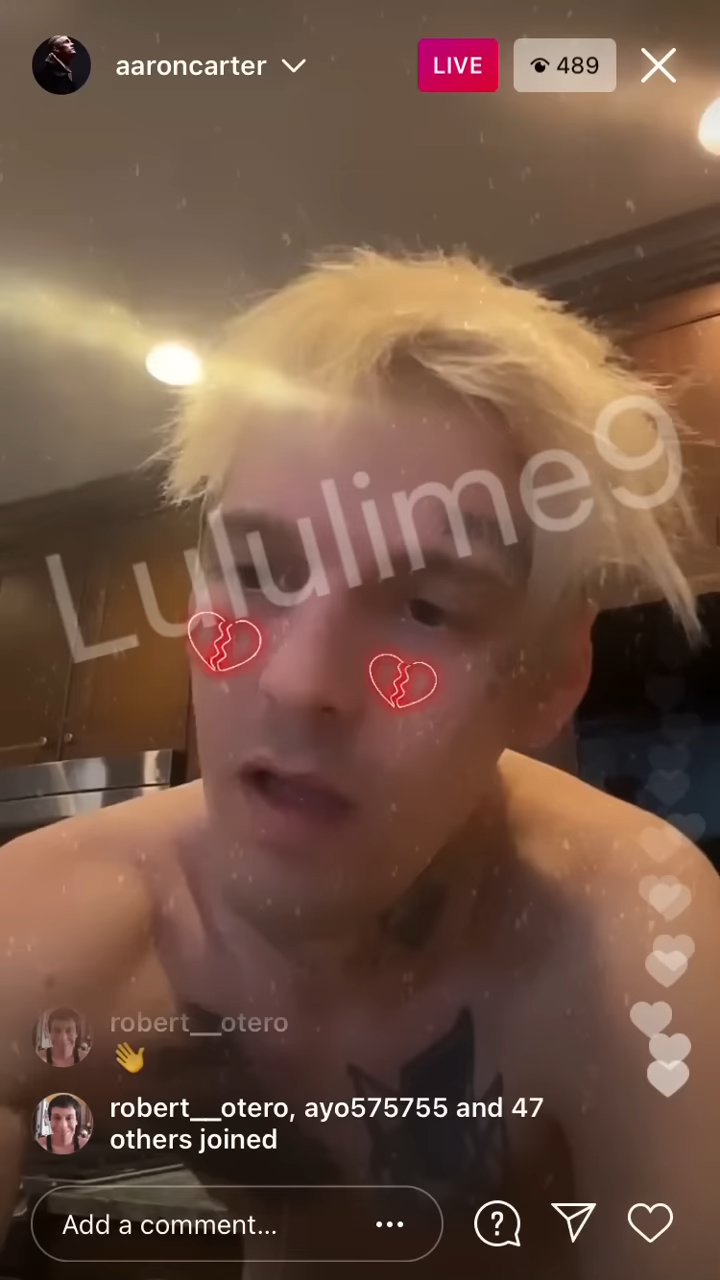 aaroncarter
LIVE
489
Lululime9
robert__otero
👋
robert__otero, ayo575755 and 47
others joined
Add a comment...